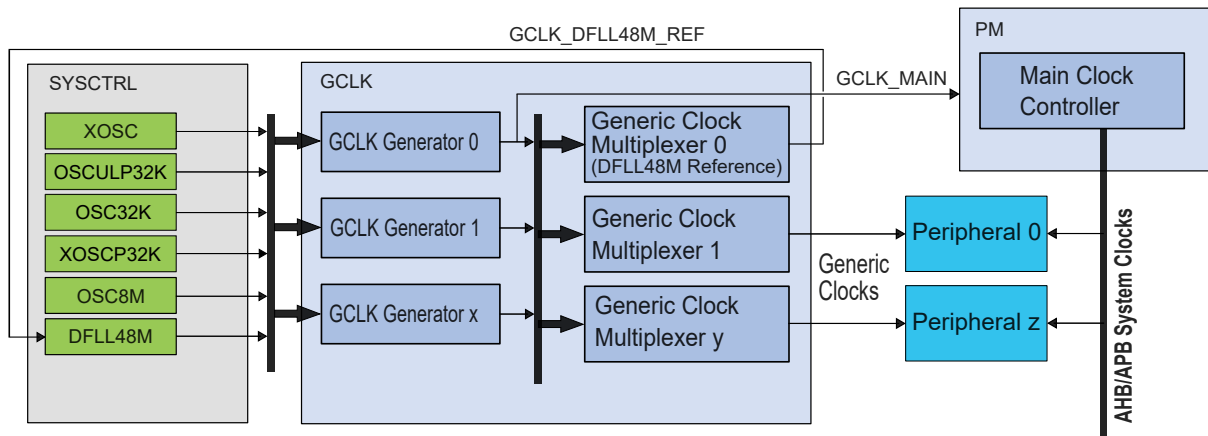 GCLK_DFLL48M_REF
PM
SYSCTRL
GCLK
GCLK_MAIN
Main Clock
Controller
XOSC
OSCULP32K
OSC32K
XOSCP32K
OSC8M
DFLL48M
GCLK Generator 0
GCLK Generator 1
GCLK Generator x
Generic Clock
Multiplexer 0
(DFLL48M Reference)
Generic Clock
Multiplexer 1
Generic Clock
Multiplexer y
Generic
Clocks
Peripheral 0
Peripheral z
AHB/APB System Clocks